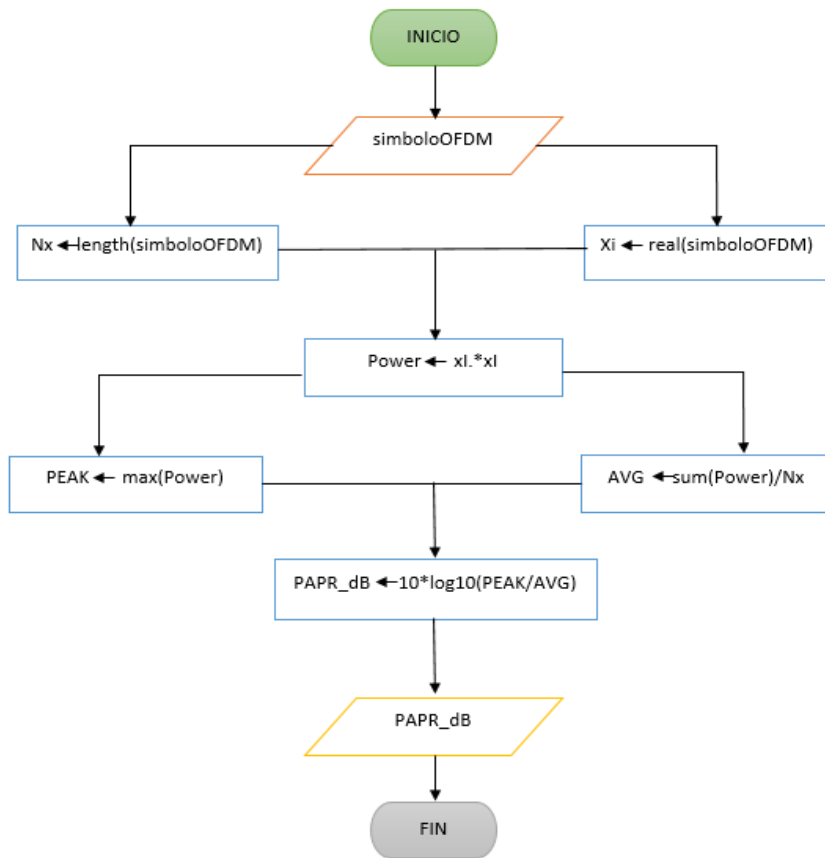 INICIO
simboloOFDM
Nx ←length(simboloOFDM)
Xi ← real(simboloOFDM)
Power ← xI.*xI
PEAK ← max(Power)
AVG ←sum(Power)/Nx
PAPR_dB ←10*log10(PEAK/AVG)
PAPR_dB
FIN